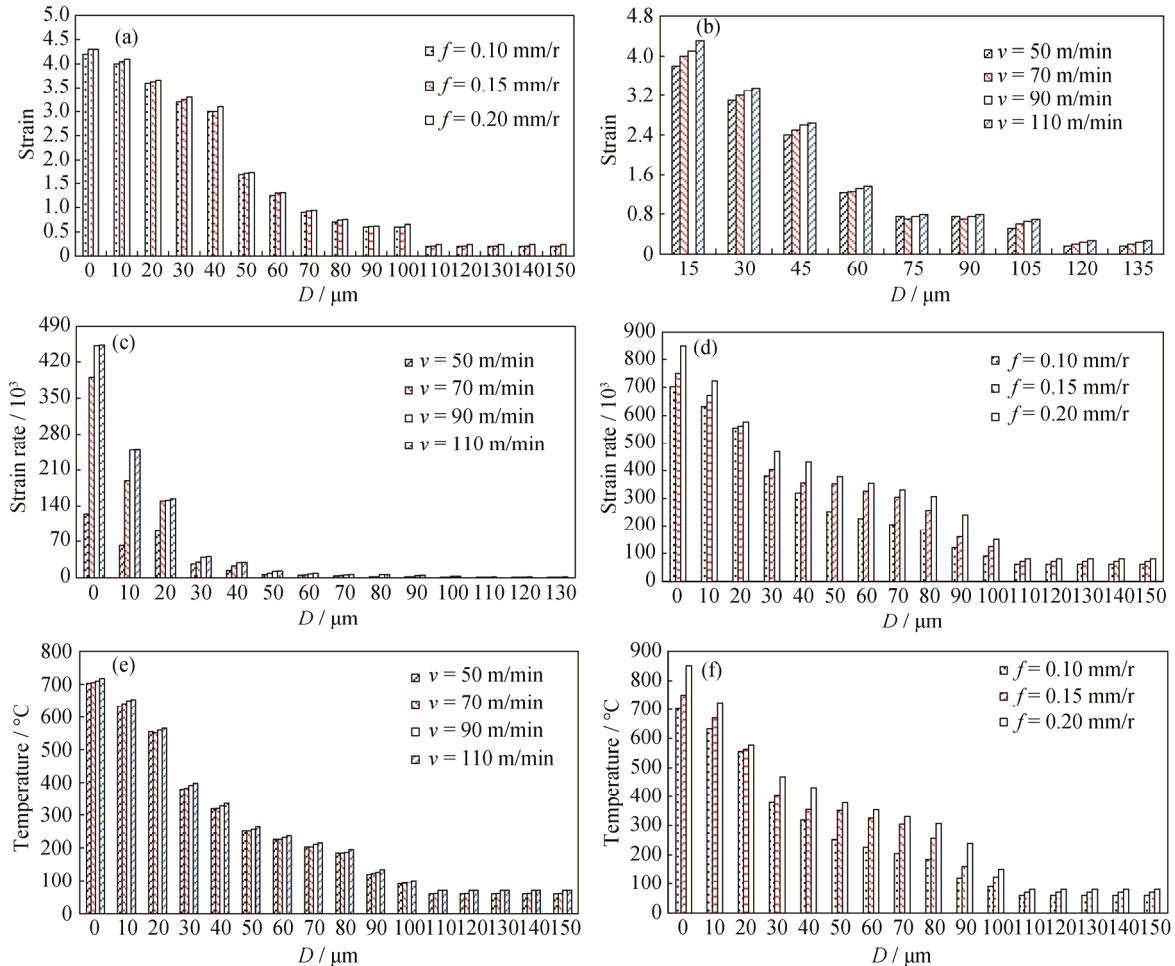 (a)
5.0
4.5
4.0
3.5
3.0
2.5
2.0
1.5
1.0
0.5
0
Strain
f = 0.10 mm/r
f = 0.15 mm/r
f = 0.20 mm/r
0 10 20 30 40 50 60 70 80 90 100 110 120 130 140 150
D / μm
(b)
4.8
4.0
3.2
2.4
1.6
0.8
0
Strain
v = 50 m/min
v = 70 m/min
v = 90 m/min
v = 110 m/min
15 30 45 60 75 90 105 120 135
D / μm
(c)
490
420
350
280
210
140
70
0
Strain rate / 10³
v = 50 m/min
v = 70 m/min
v = 90 m/min
v = 110 m/min
0 10 20 30 40 50 60 70 80 90 100 110 120 130
D / μm
(d)
900
800
700
600
500
400
300
200
100
0
Strain rate / 10³
f = 0.10 mm/r
f = 0.15 mm/r
f = 0.20 mm/r
0 10 20 30 40 50 60 70 80 90 100 110 120 130 140 150
D / μm
(e)
800
700
600
500
400
300
200
100
0
Temperature / °C
v = 50 m/min
v = 70 m/min
v = 90 m/min
v = 110 m/min
0 10 20 30 40 50 60 70 80 90 100 110 120 130 140 150
D / μm
(f)
900
800
700
600
500
400
300
200
100
0
Temperature / °C
f = 0.10 mm/r
f = 0.15 mm/r
f = 0.20 mm/r
0 10 20 30 40 50 60 70 80 90 100 110 120 130 140 150
D / μm